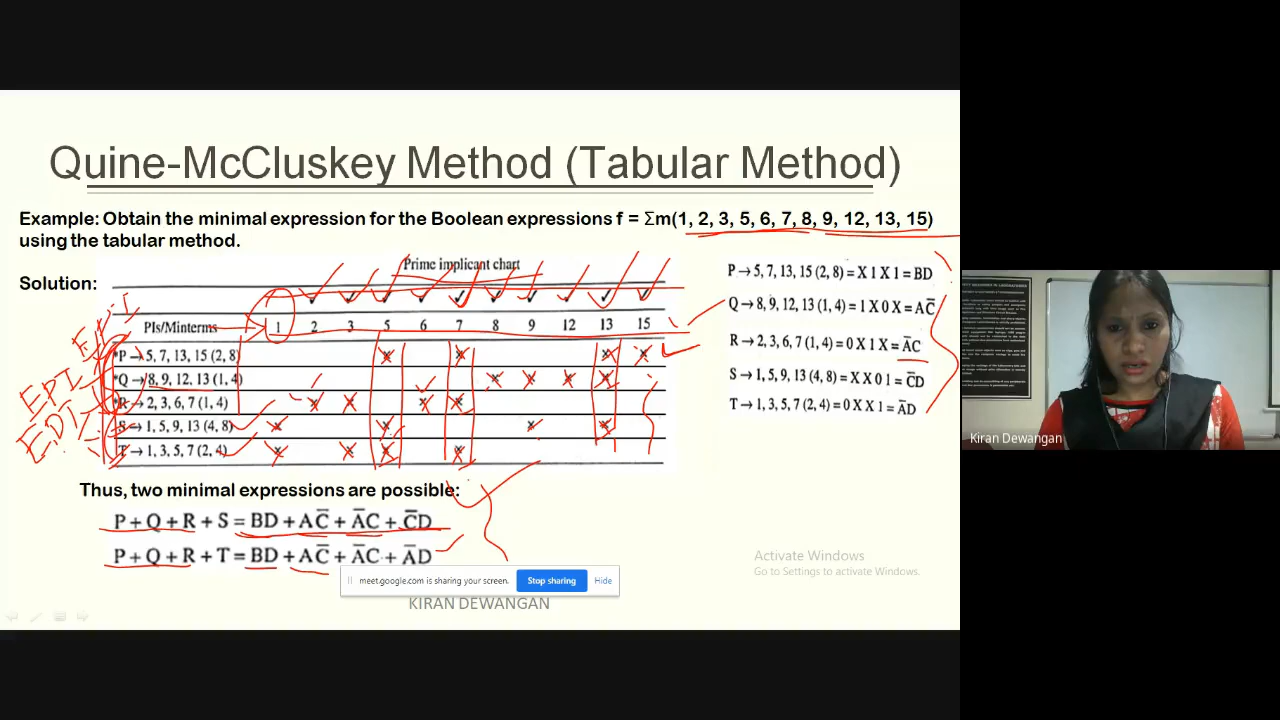 Quine-McCluskey Method (Tabular Method)
Example: Obtain the minimal expression for the Boolean expressions f = Σm(1, 2, 3, 5, 6, 7, 8, 9, 12, 13, 15)
using the tabular method.
Solution:
Prime implicant chart
✓ ✓ ✓ ✓ ✓ ✓ ✓ ✓ ✓ ✓
PIs/Minterms → 1 2 3 5 6 7 8 9 12 13 15
*P → 5, 7, 13, 15 (2, 8) × × × ×
*Q → 8, 9, 12, 13 (1, 4) × × × ×
*R → 2, 3, 6, 7 (1, 4) × × × ×
S → 1, 5, 9, 13 (4, 8) × × × ×
T → 1, 3, 5, 7 (2, 4) × × × ×
EPI
EPI
EPI
P → 5, 7, 13, 15 (2, 8) = X 1 X 1 = BD
Q → 8, 9, 12, 13 (1, 4) = 1 X 0 X = AC̅
R → 2, 3, 6, 7 (1, 4) = 0 X 1 X = A̅C
S → 1, 5, 9, 13 (4, 8) = X X 0 1 = C̅D
T → 1, 3, 5, 7 (2, 4) = 0 X X 1 = A̅D
Thus, two minimal expressions are possible:
P + Q + R + S = BD + AC̅ + A̅C + C̅D
P + Q + R + T = BD + AC̅ + A̅C + A̅D
meet.google.com is sharing your screen. Stop sharing Hide
KIRAN DEWANGAN
Activate Windows
Go to Settings to activate Windows.
Kiran Dewangan